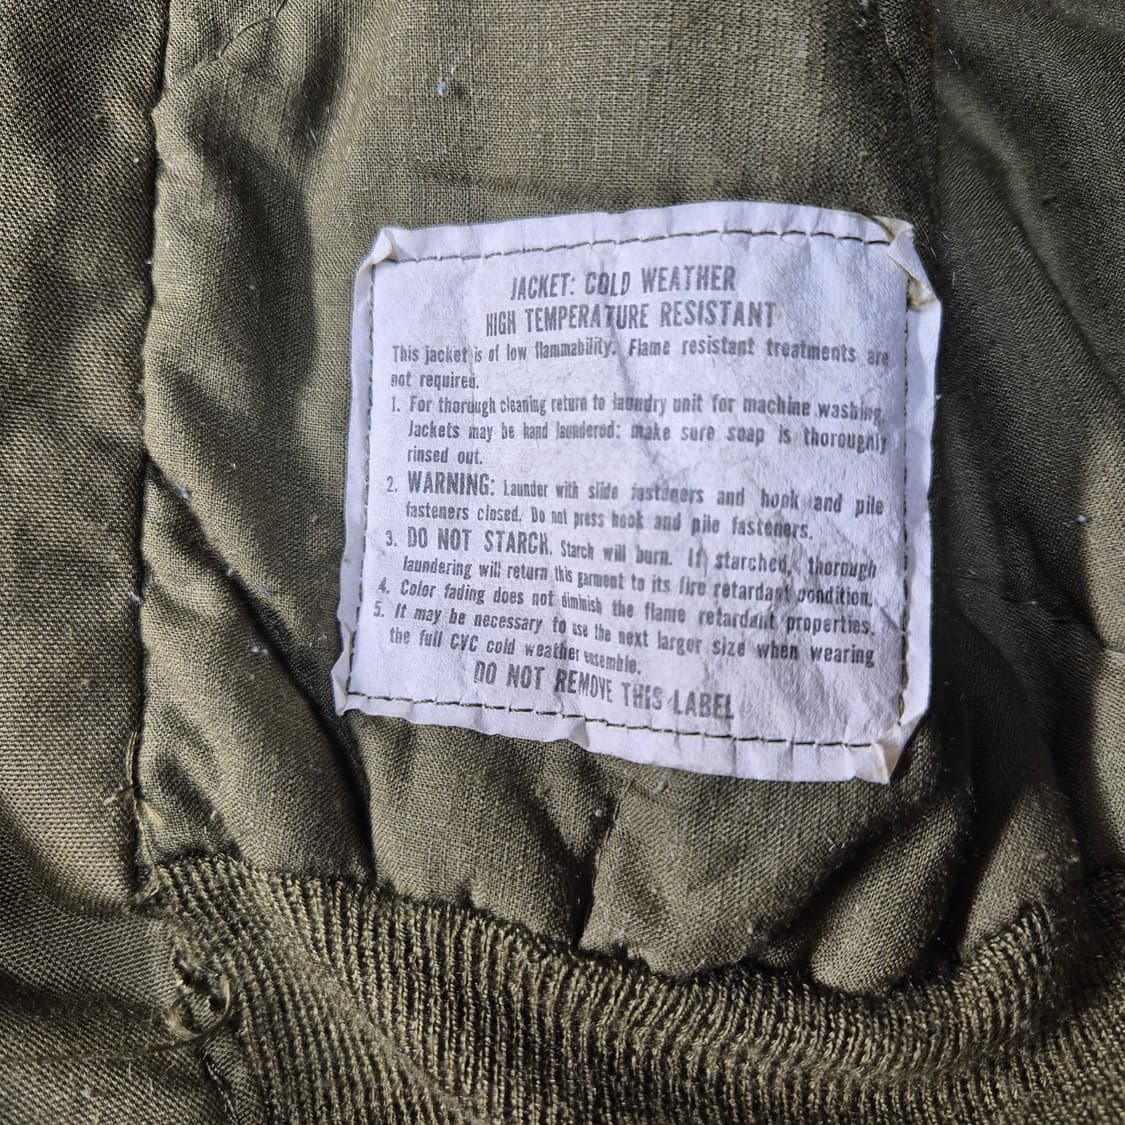 JACKET: COLD WEATHER
HIGH TEMPERATURE RESISTANT
This jacket is of low flammability. Flame resistant treatments are
not required.
1. For thorough cleaning return to laundry unit for machine washing.
Jackets may be hand laundered: make sure soap is thoroughly
rinsed out.
2. WARNING: Launder with slide fasteners and hook and pile
fasteners closed. Do not press hook and pile fasteners.
3. DO NOT STARCH. Starch will burn. If starched, thorough
laundering will return this garment to its fire retardant condition.
4. Color fading does not diminish the flame retardant properties.
5. It may be necessary to use the next larger size when wearing
the full CVC cold weather ensemble.
DO NOT REMOVE THIS LABEL